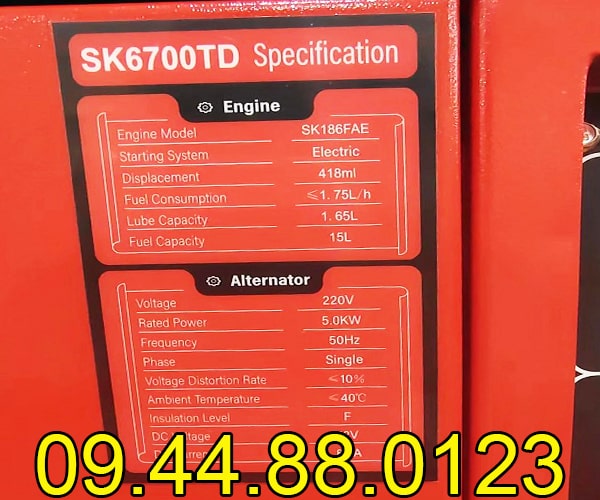 SK6700TD Specification
Engine
Engine Model SK186FAE
Starting System Electric
Displacement 418ml
Fuel Consumption ≤1.75L/h
Lube Capacity 1.65L
Fuel Capacity 15L
Alternator
Voltage 220V
Rated Power 5.0KW
Frequency 50Hz
Phase Single
Voltage Distortion Rate ≤10%
Ambient Temperature ≤40℃
Insulation Level F
DC
09.44.88.0123